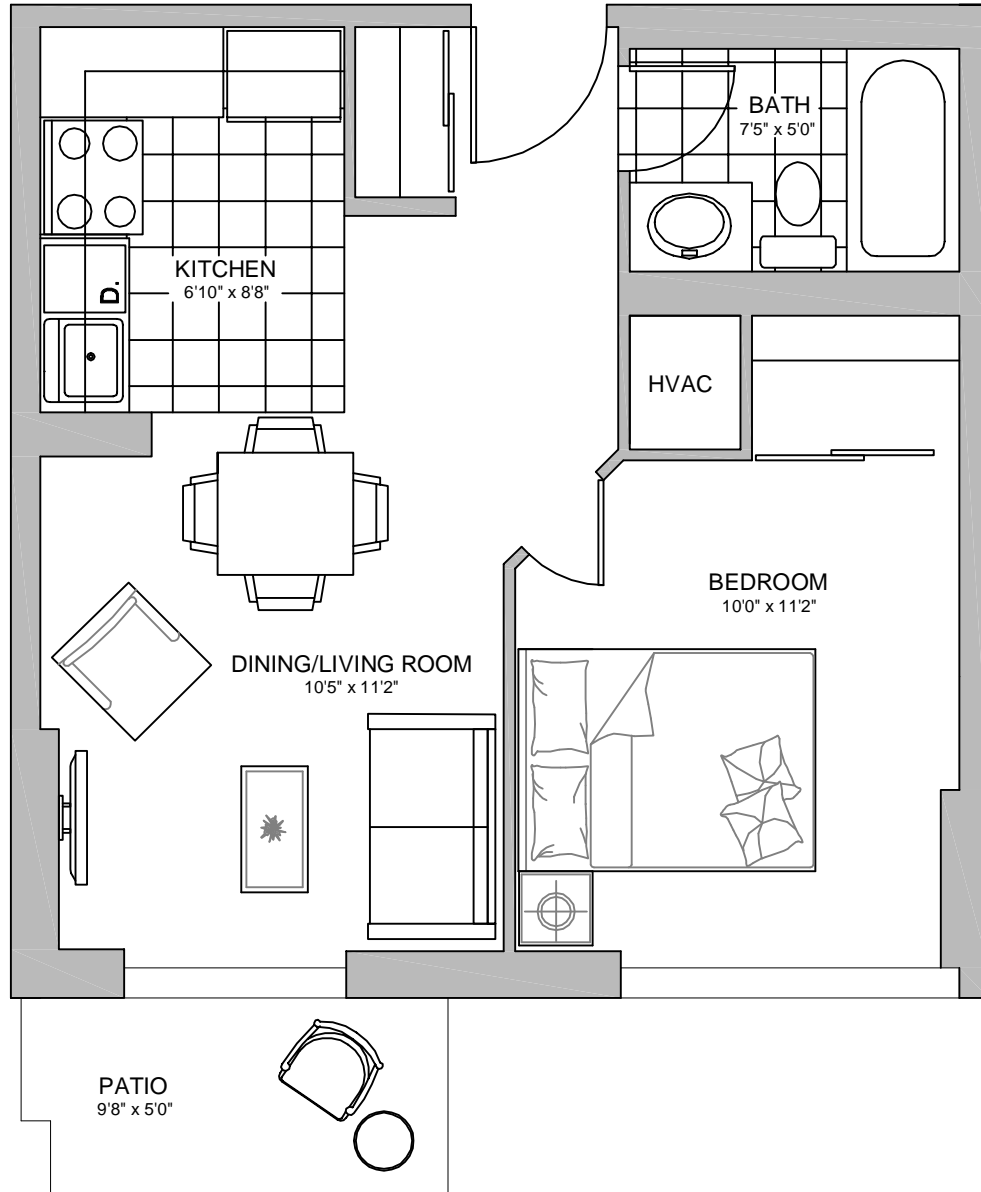 BATH
7'5" x 5'0"
KITCHEN
6'10" x 8'8"
D.
HVAC
BEDROOM
10'0" x 11'2"
DINING/LIVING ROOM
10'5" x 11'2"
PATIO
9'8" x 5'0"